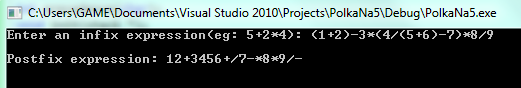 C:\Users\GAME\Documents\Visual Studio 2010\Projects\PolkaNa5\Debug\PolkaNa5.exe
Enter an infix expression(eg: 5+2*4): (1+2)-3*(4/(5+6)-7)*8/9
Postfix expression: 12+3456+/7-*8*9/-